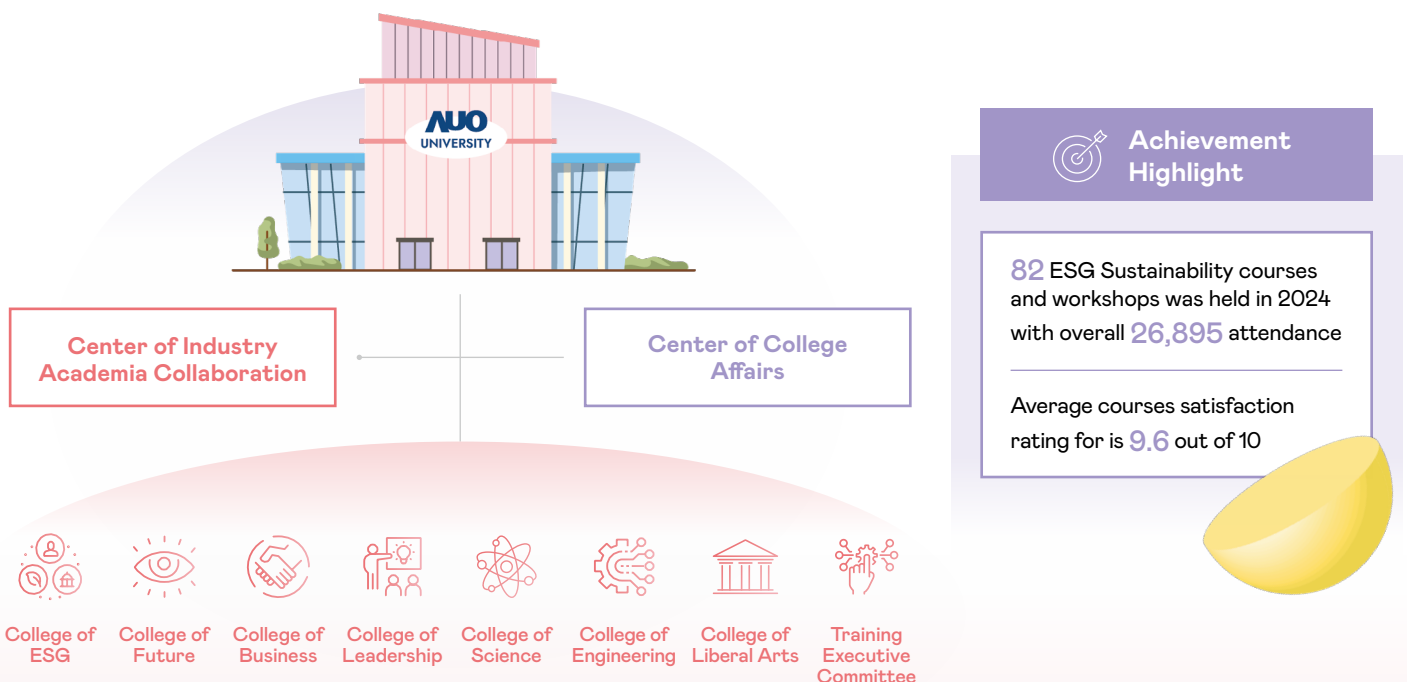 AUO
UNIVERSITY
Center of Industry
Academia Collaboration
Center of College
Affairs
College of
ESG
College of
Future
College of
Business
College of
Leadership
College of
Science
College of
Engineering
College of
Liberal Arts
Training
Executive
Committee
Achievement
Highlight
82 ESG Sustainability courses
and workshops was held in 2024
with overall 26,895 attendance
Average courses satisfaction
rating for is 9.6 out of 10